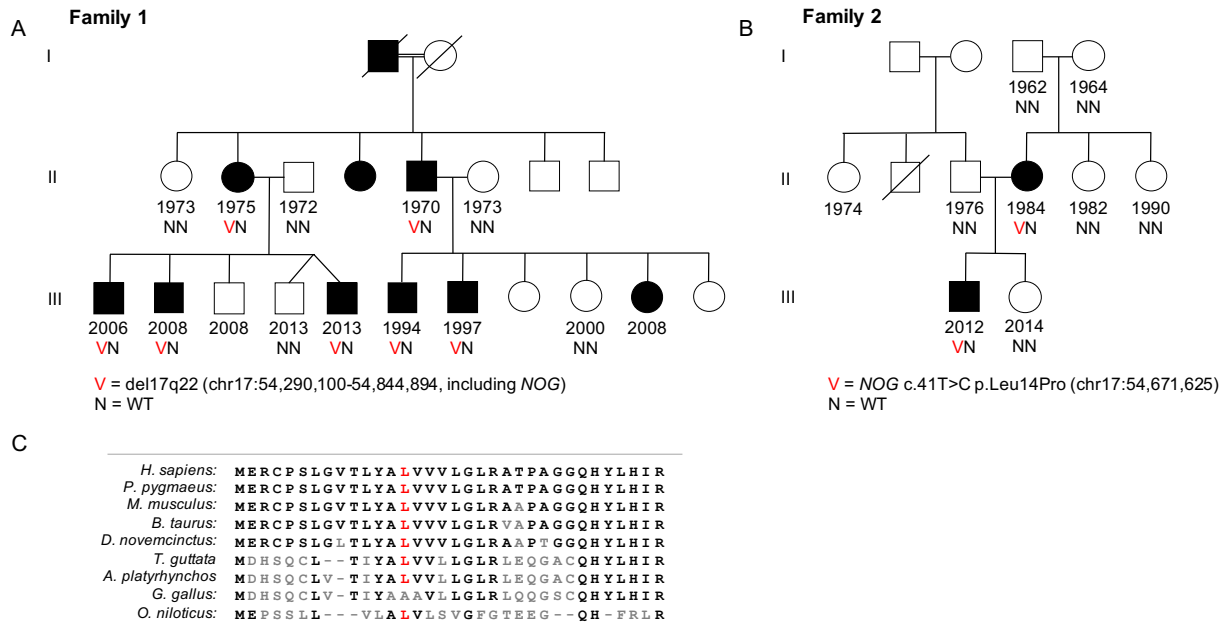 A
Family 1
B
Family 2
I
I
1962 1964
NN NN
II
II
1973 1975 1972 1970 1973
NN VN NN VN NN
1974 1976 1984 1982 1990
NN VN NN NN
III
III
2006 2008 2008 2013 2013 1994 1997 2000 2008
VN VN NN VN VN VN NN
2012 2014
VN NN
V = del17q22 (chr17:54,290,100-54,844,894, including NOG)
N = WT
V = NOG c.41T>C p.Leu14Pro (chr17:54,671,625)
N = WT
C
H. sapiens: MERCPSLGVTLYALVVVLGLRATPAGGQHYLHIR
P. pygmaeus: MERCPSLGVTLYALVVVLGLRATPAGGQHYLHIR
M. musculus: MERCPSLGVTLYALVVVLGLRAAPAGGQHYLHIR
B. taurus: MERCPSLGVTLYALVVVLGLRVAPAGGQHYLHIR
D. novemcinctus: MERCPSLGLTLYALVVVLGLRAAPTGGQHYLHIR
T. guttata MDHSQCL--TIYALVVLLGLRLEQGACQHYLHIR
A. platyrhynchos MDHSQCLV-TIYALVVLLGLRLEQGACQHYLHIR
G. gallus: MDHSQCLV-TIYAAAVLLGLRLQQGSCQHYLHIR
O. niloticus: MEPSSLL---VLALVLSVGFGTEEG--QH-FRLR